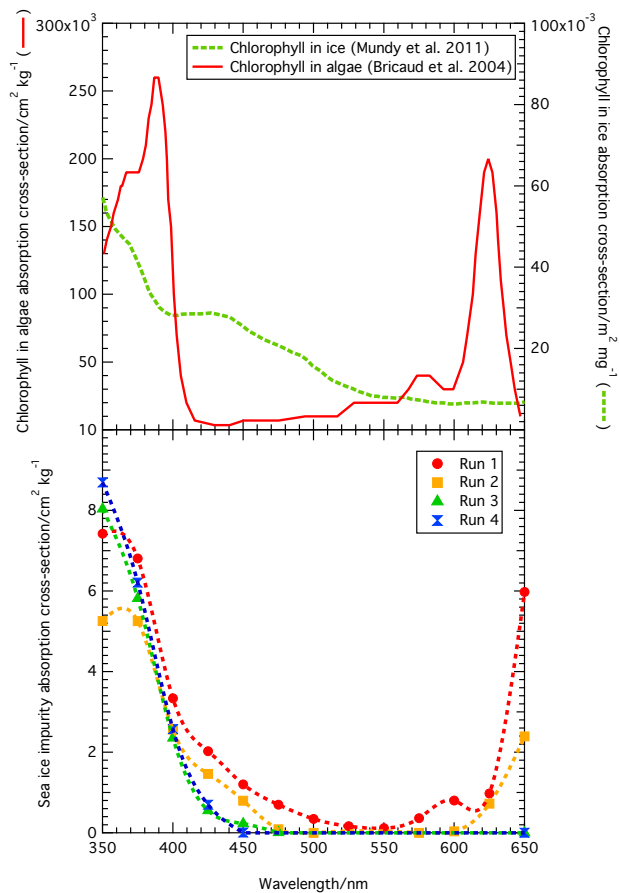 Chlorophyll in algae absorption cross-section/cm² kg⁻¹ ( )
300x10³
250
200
150
100
50
Chlorophyll in ice (Mundy et al. 2011)
Chlorophyll in algae (Bricaud et al. 2004)
100x10⁻³
80
60
40
20
Chlorophyll in ice absorption cross-section/m² mg⁻¹ ( )
Sea ice impurity absorption cross-section/cm² kg⁻¹
10
8
6
4
2
0
Run 1
Run 2
Run 3
Run 4
350
400
450
500
550
600
650
Wavelength/nm